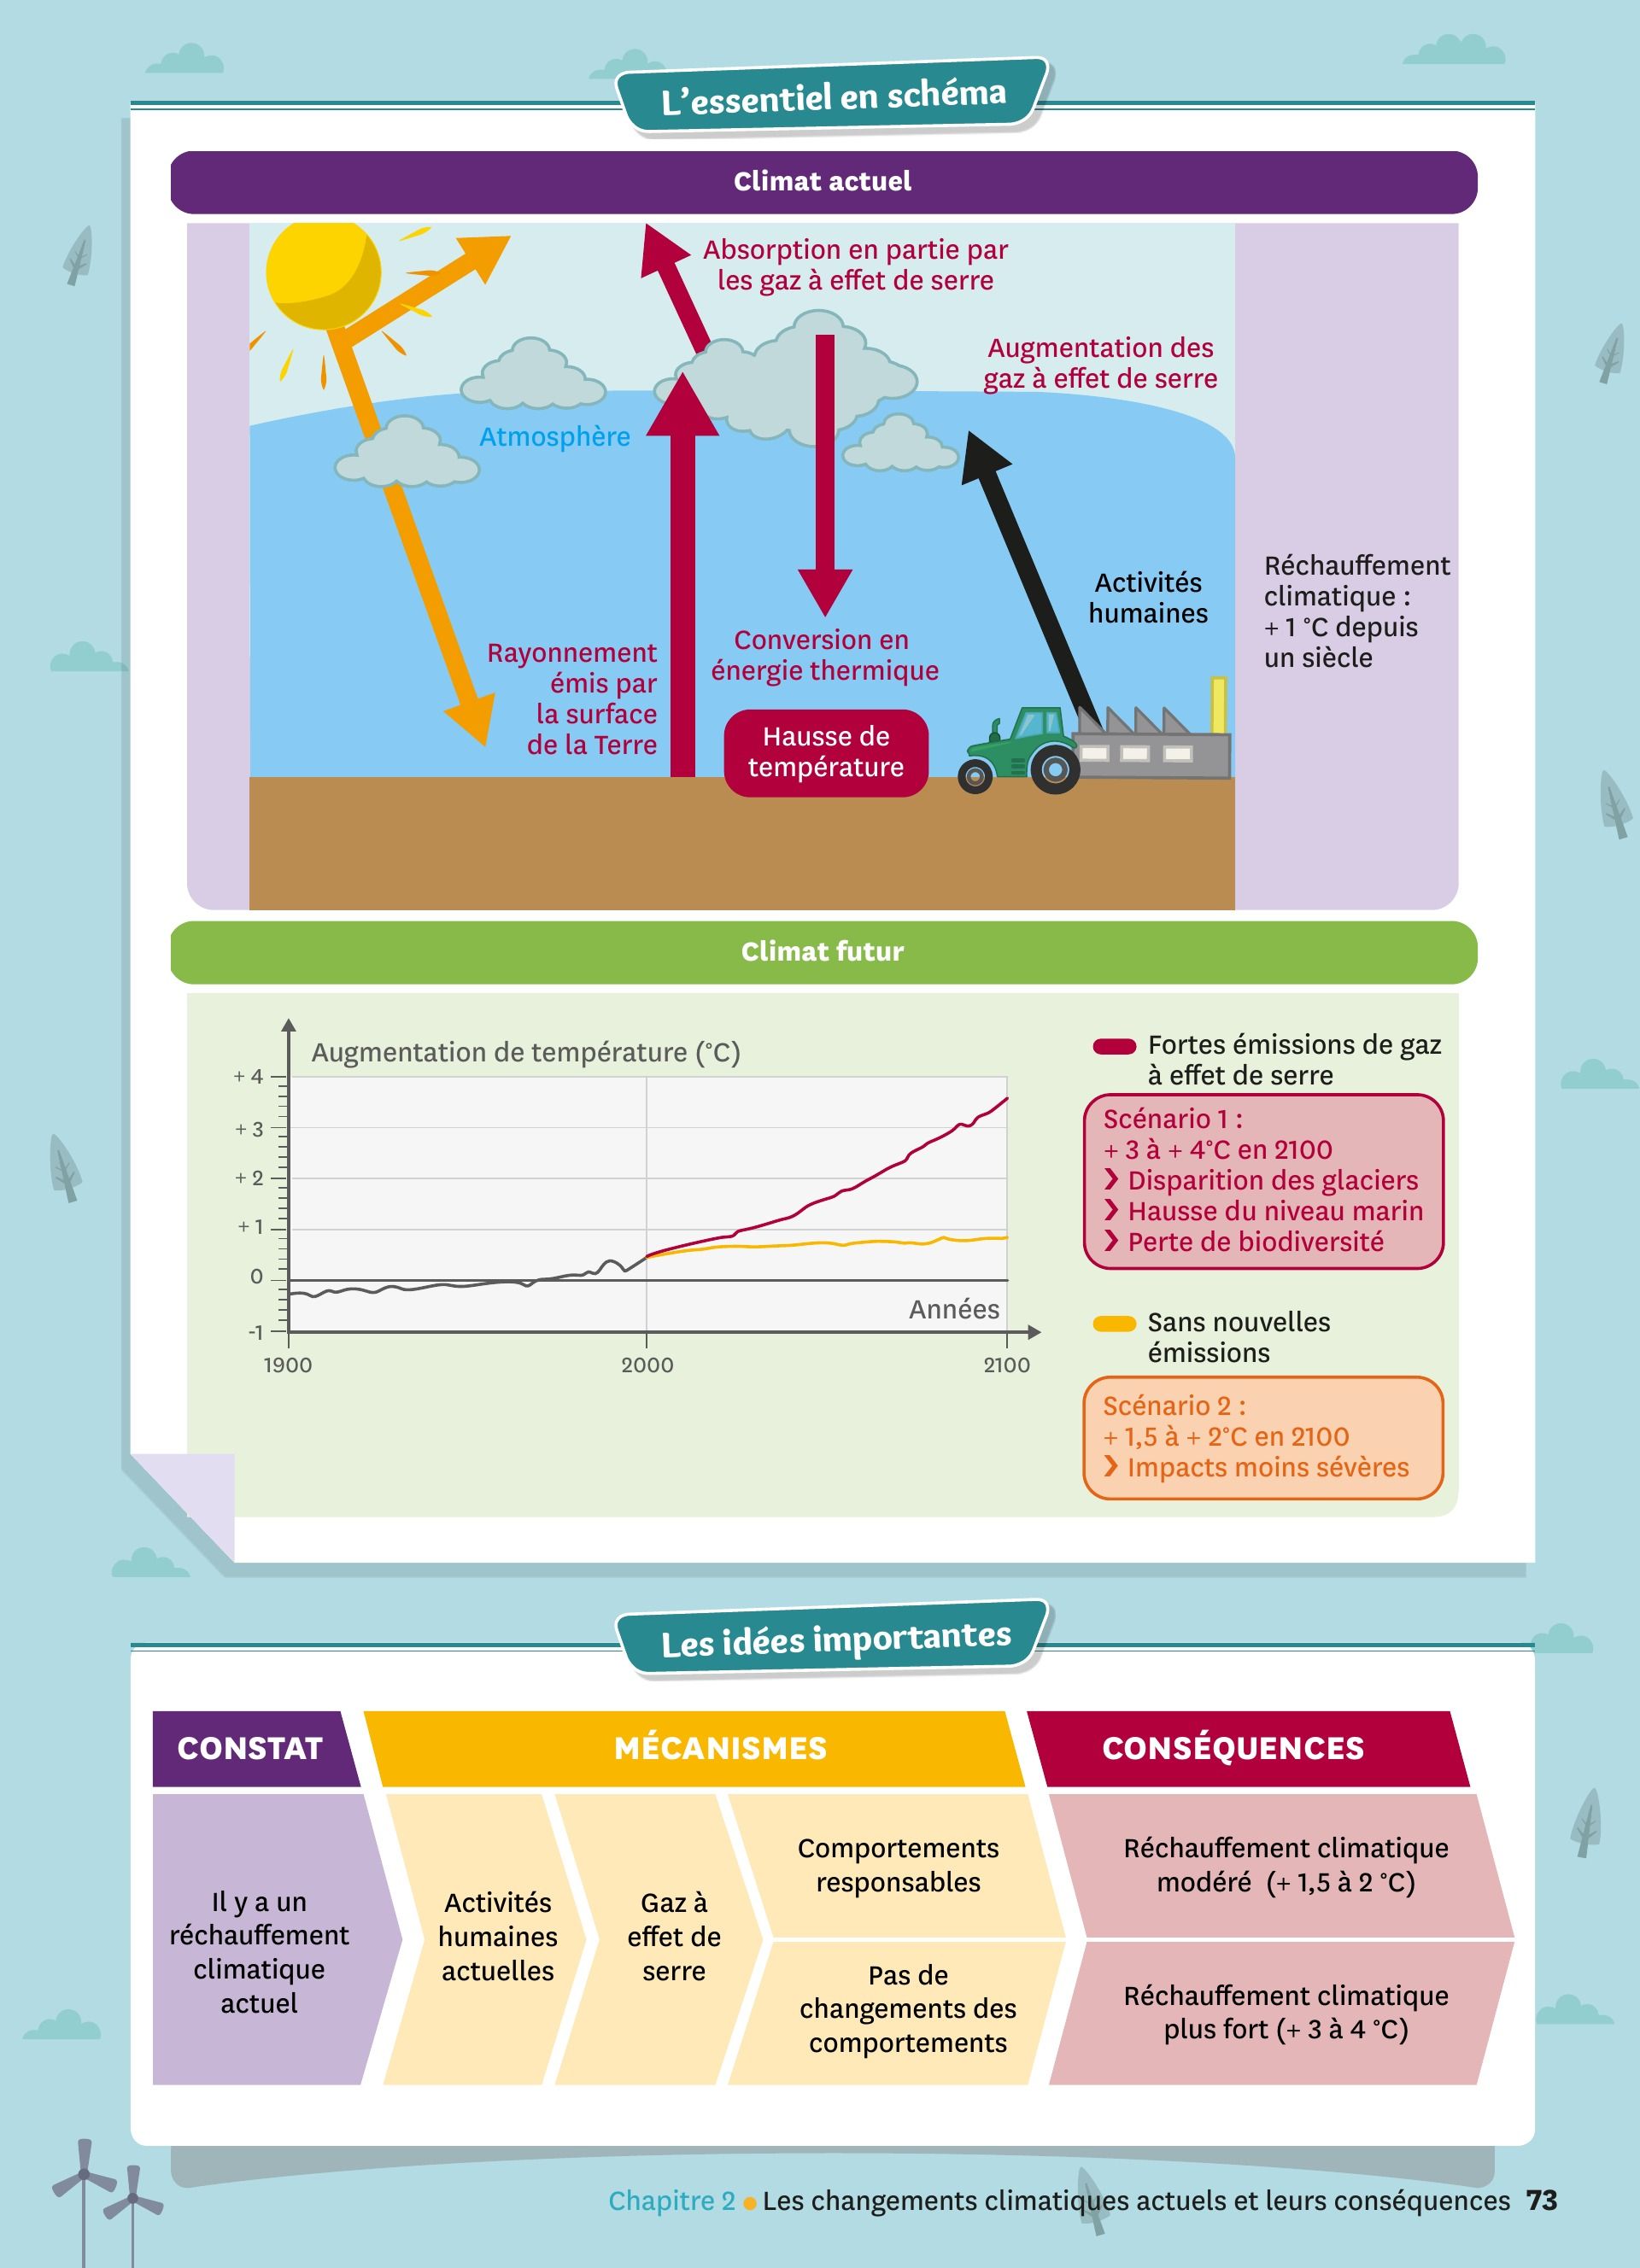 L'essentiel en schéma
Climat actuel
Absorption en partie par
les gaz à effet de serre
Augmentation des
gaz à effet de serre
Atmosphère
Activités
humaines
Réchauffement
climatique :
+ 1 °C depuis
un siècle
Rayonnement
émis par
la surface
de la Terre
Conversion en
énergie thermique
Hausse de
température
Climat futur
Augmentation de température (°C)
+ 4
+ 3
+ 2
+ 1
0
-1
Années
1900
2000
2100
Fortes émissions de gaz
à effet de serre
Scénario 1 :
+ 3 à + 4°C en 2100
❯ Disparition des glaciers
❯ Hausse du niveau marin
❯ Perte de biodiversité
Sans nouvelles
émissions
Scénario 2 :
+ 1,5 à + 2°C en 2100
❯ Impacts moins sévères
Les idées importantes
CONSTAT
MÉCANISMES
CONSÉQUENCES
Il y a un
réchauffement
climatique
actuel
Activités
humaines
actuelles
Gaz à
effet de
serre
Comportements
responsables
Pas de
changements des
comportements
Réchauffement climatique
modéré (+ 1,5 à 2 °C)
Réchauffement climatique
plus fort (+ 3 à 4 °C)
Chapitre 2 • Les changements climatiques actuels et leurs conséquences 73